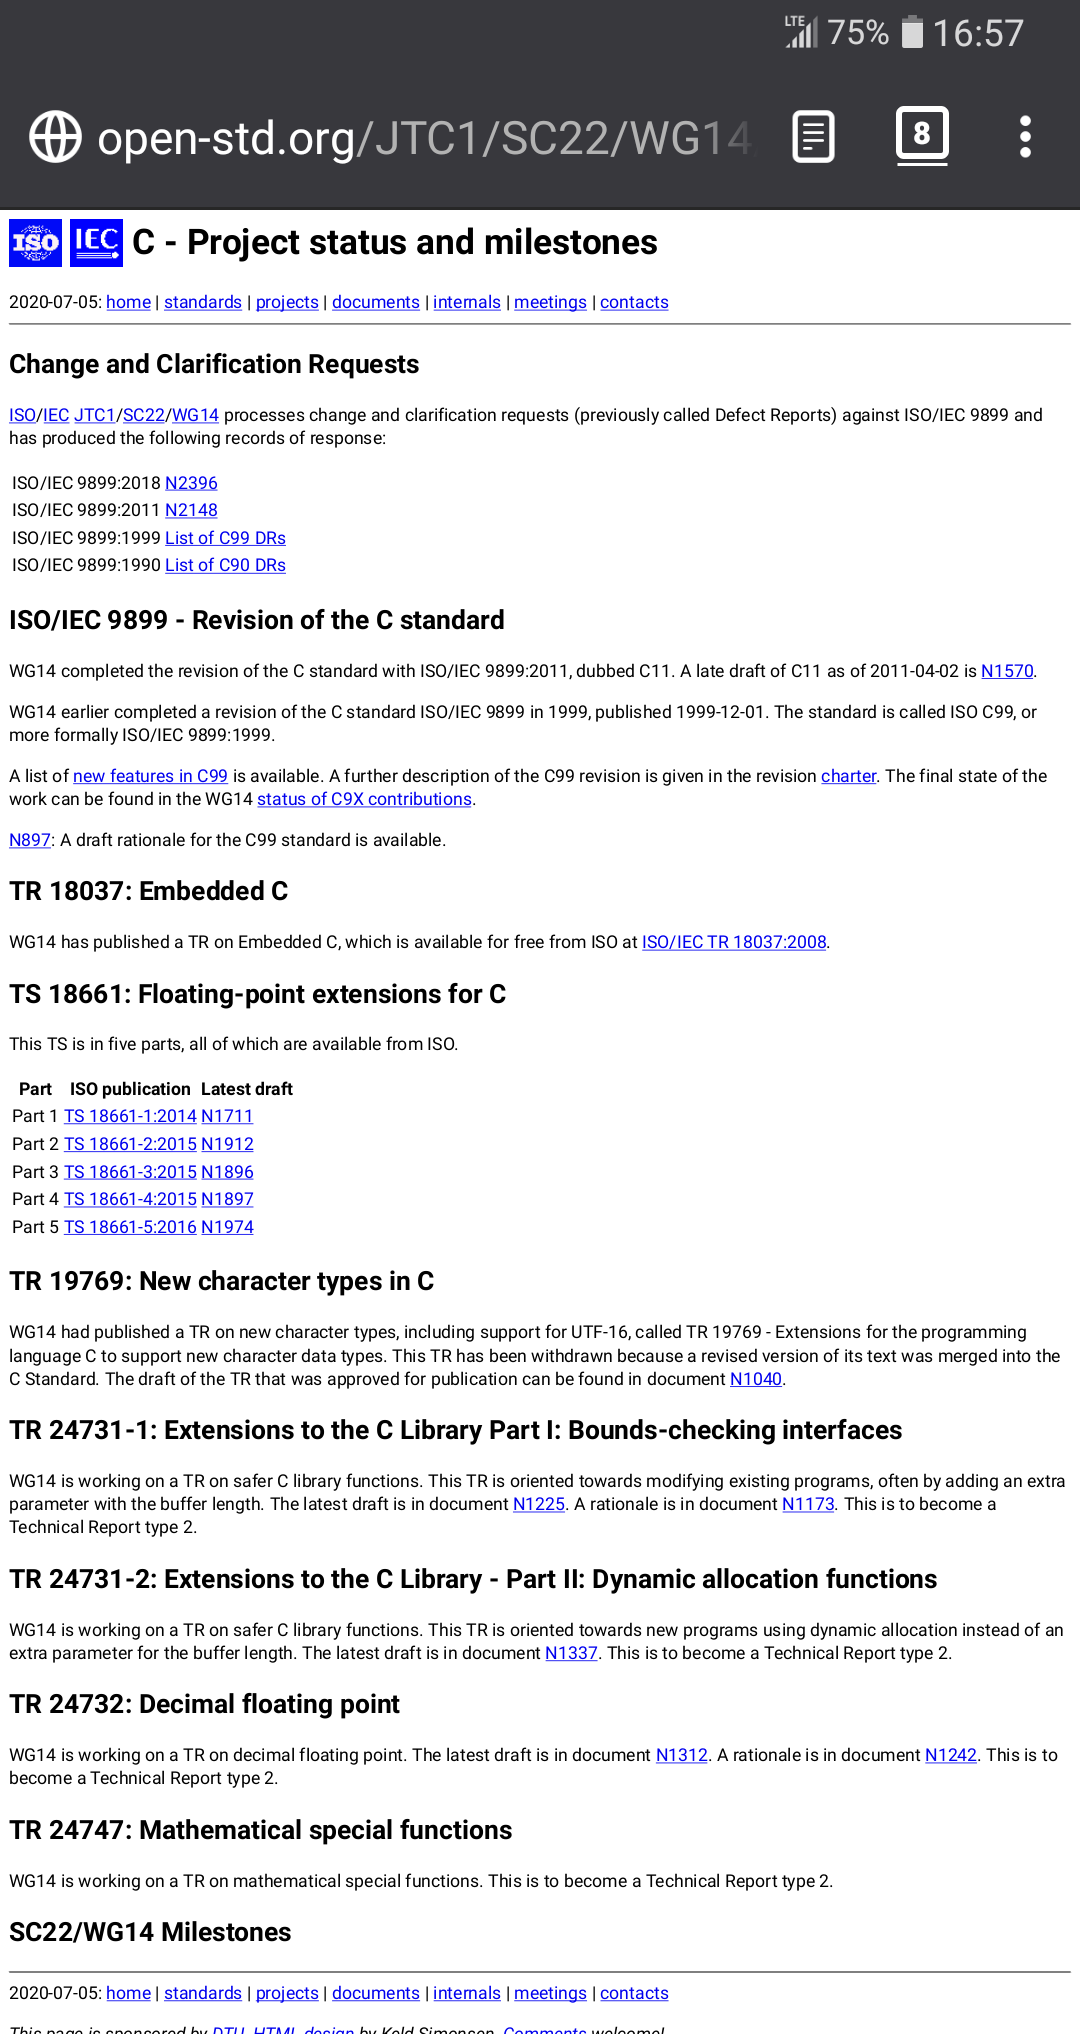 LTE 75% 16:57
open-std.org/JTC1/SC22/WG14 8
ISO IEC C - Project status and milestones
2020-07-05: home | standards | projects | documents | internals | meetings | contacts
Change and Clarification Requests
ISO/IEC JTC1/SC22/WG14 processes change and clarification requests (previously called Defect Reports) against ISO/IEC 9899 and
has produced the following records of response:
ISO/IEC 9899:2018 N2396
ISO/IEC 9899:2011 N2148
ISO/IEC 9899:1999 List of C99 DRs
ISO/IEC 9899:1990 List of C90 DRs
ISO/IEC 9899 - Revision of the C standard
WG14 completed the revision of the C standard with ISO/IEC 9899:2011, dubbed C11. A late draft of C11 as of 2011-04-02 is N1570.
WG14 earlier completed a revision of the C standard ISO/IEC 9899 in 1999, published 1999-12-01. The standard is called ISO C99, or
more formally ISO/IEC 9899:1999.
A list of new features in C99 is available. A further description of the C99 revision is given in the revision charter. The final state of the
work can be found in the WG14 status of C9X contributions.
N897: A draft rationale for the C99 standard is available.
TR 18037: Embedded C
WG14 has published a TR on Embedded C, which is available for free from ISO at ISO/IEC TR 18037:2008.
TS 18661: Floating-point extensions for C
This TS is in five parts, all of which are available from ISO.
Part ISO publication Latest draft
Part 1 TS 18661-1:2014 N1711
Part 2 TS 18661-2:2015 N1912
Part 3 TS 18661-3:2015 N1896
Part 4 TS 18661-4:2015 N1897
Part 5 TS 18661-5:2016 N1974
TR 19769: New character types in C
WG14 had published a TR on new character types, including support for UTF-16, called TR 19769 - Extensions for the programming
language C to support new character data types. This TR has been withdrawn because a revised version of its text was merged into the
C Standard. The draft of the TR that was approved for publication can be found in document N1040.
TR 24731-1: Extensions to the C Library Part I: Bounds-checking interfaces
WG14 is working on a TR on safer C library functions. This TR is oriented towards modifying existing programs, often by adding an extra
parameter with the buffer length. The latest draft is in document N1225. A rationale is in document N1173. This is to become a
Technical Report type 2.
TR 24731-2: Extensions to the C Library - Part II: Dynamic allocation functions
WG14 is working on a TR on safer C library functions. This TR is oriented towards new programs using dynamic allocation instead of an
extra parameter for the buffer length. The latest draft is in document N1337. This is to become a Technical Report type 2.
TR 24732: Decimal floating point
WG14 is working on a TR on decimal floating point. The latest draft is in document N1312. A rationale is in document N1242. This is to
become a Technical Report type 2.
TR 24747: Mathematical special functions
WG14 is working on a TR on mathematical special functions. This is to become a Technical Report type 2.
SC22/WG14 Milestones
2020-07-05: home | standards | projects | documents | internals | meetings | contacts
This page is sponsored by DTU. HTML design by Keld Simonsen. Comments welcome!